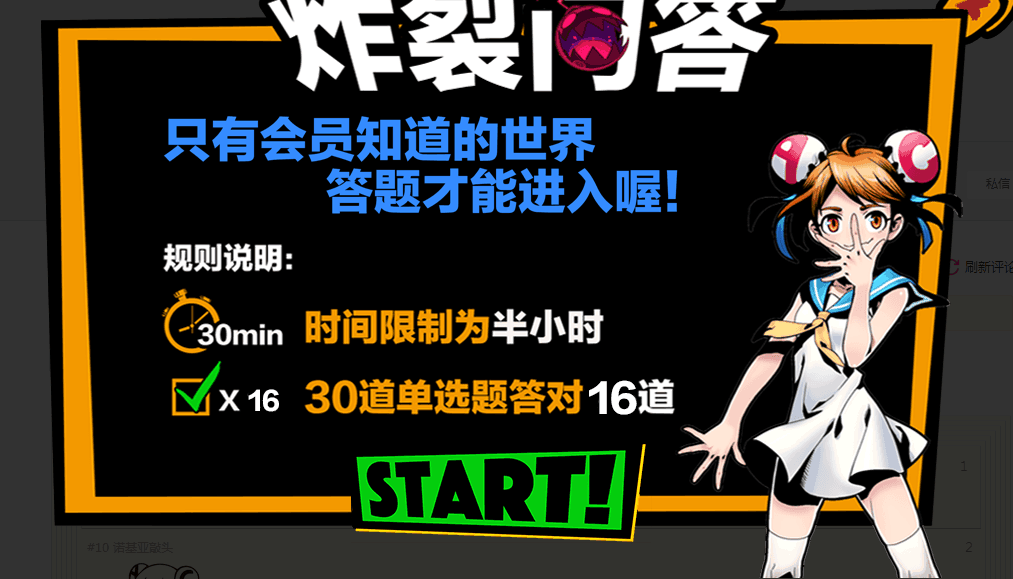 炸裂问答
只有会员知道的世界
答题才能进入喔!
规则说明:
30min 时间限制为半小时
X 16 30道单选题答对16道
START!
YC
私信
刷新评论
1
2